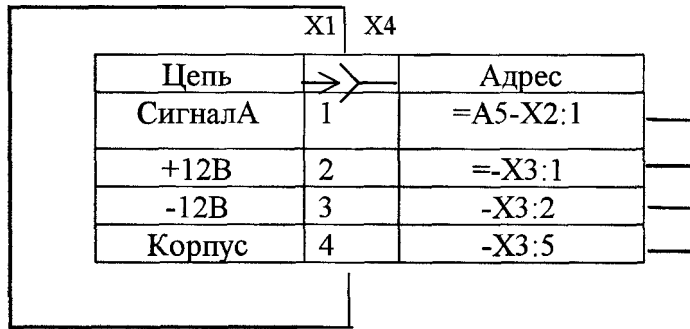 X1 X4
Цепь Адрес
СигналА 1 =А5-X2:1
+12В 2 =-X3:1
-12В 3 -X3:2
Корпус 4 -X3:5